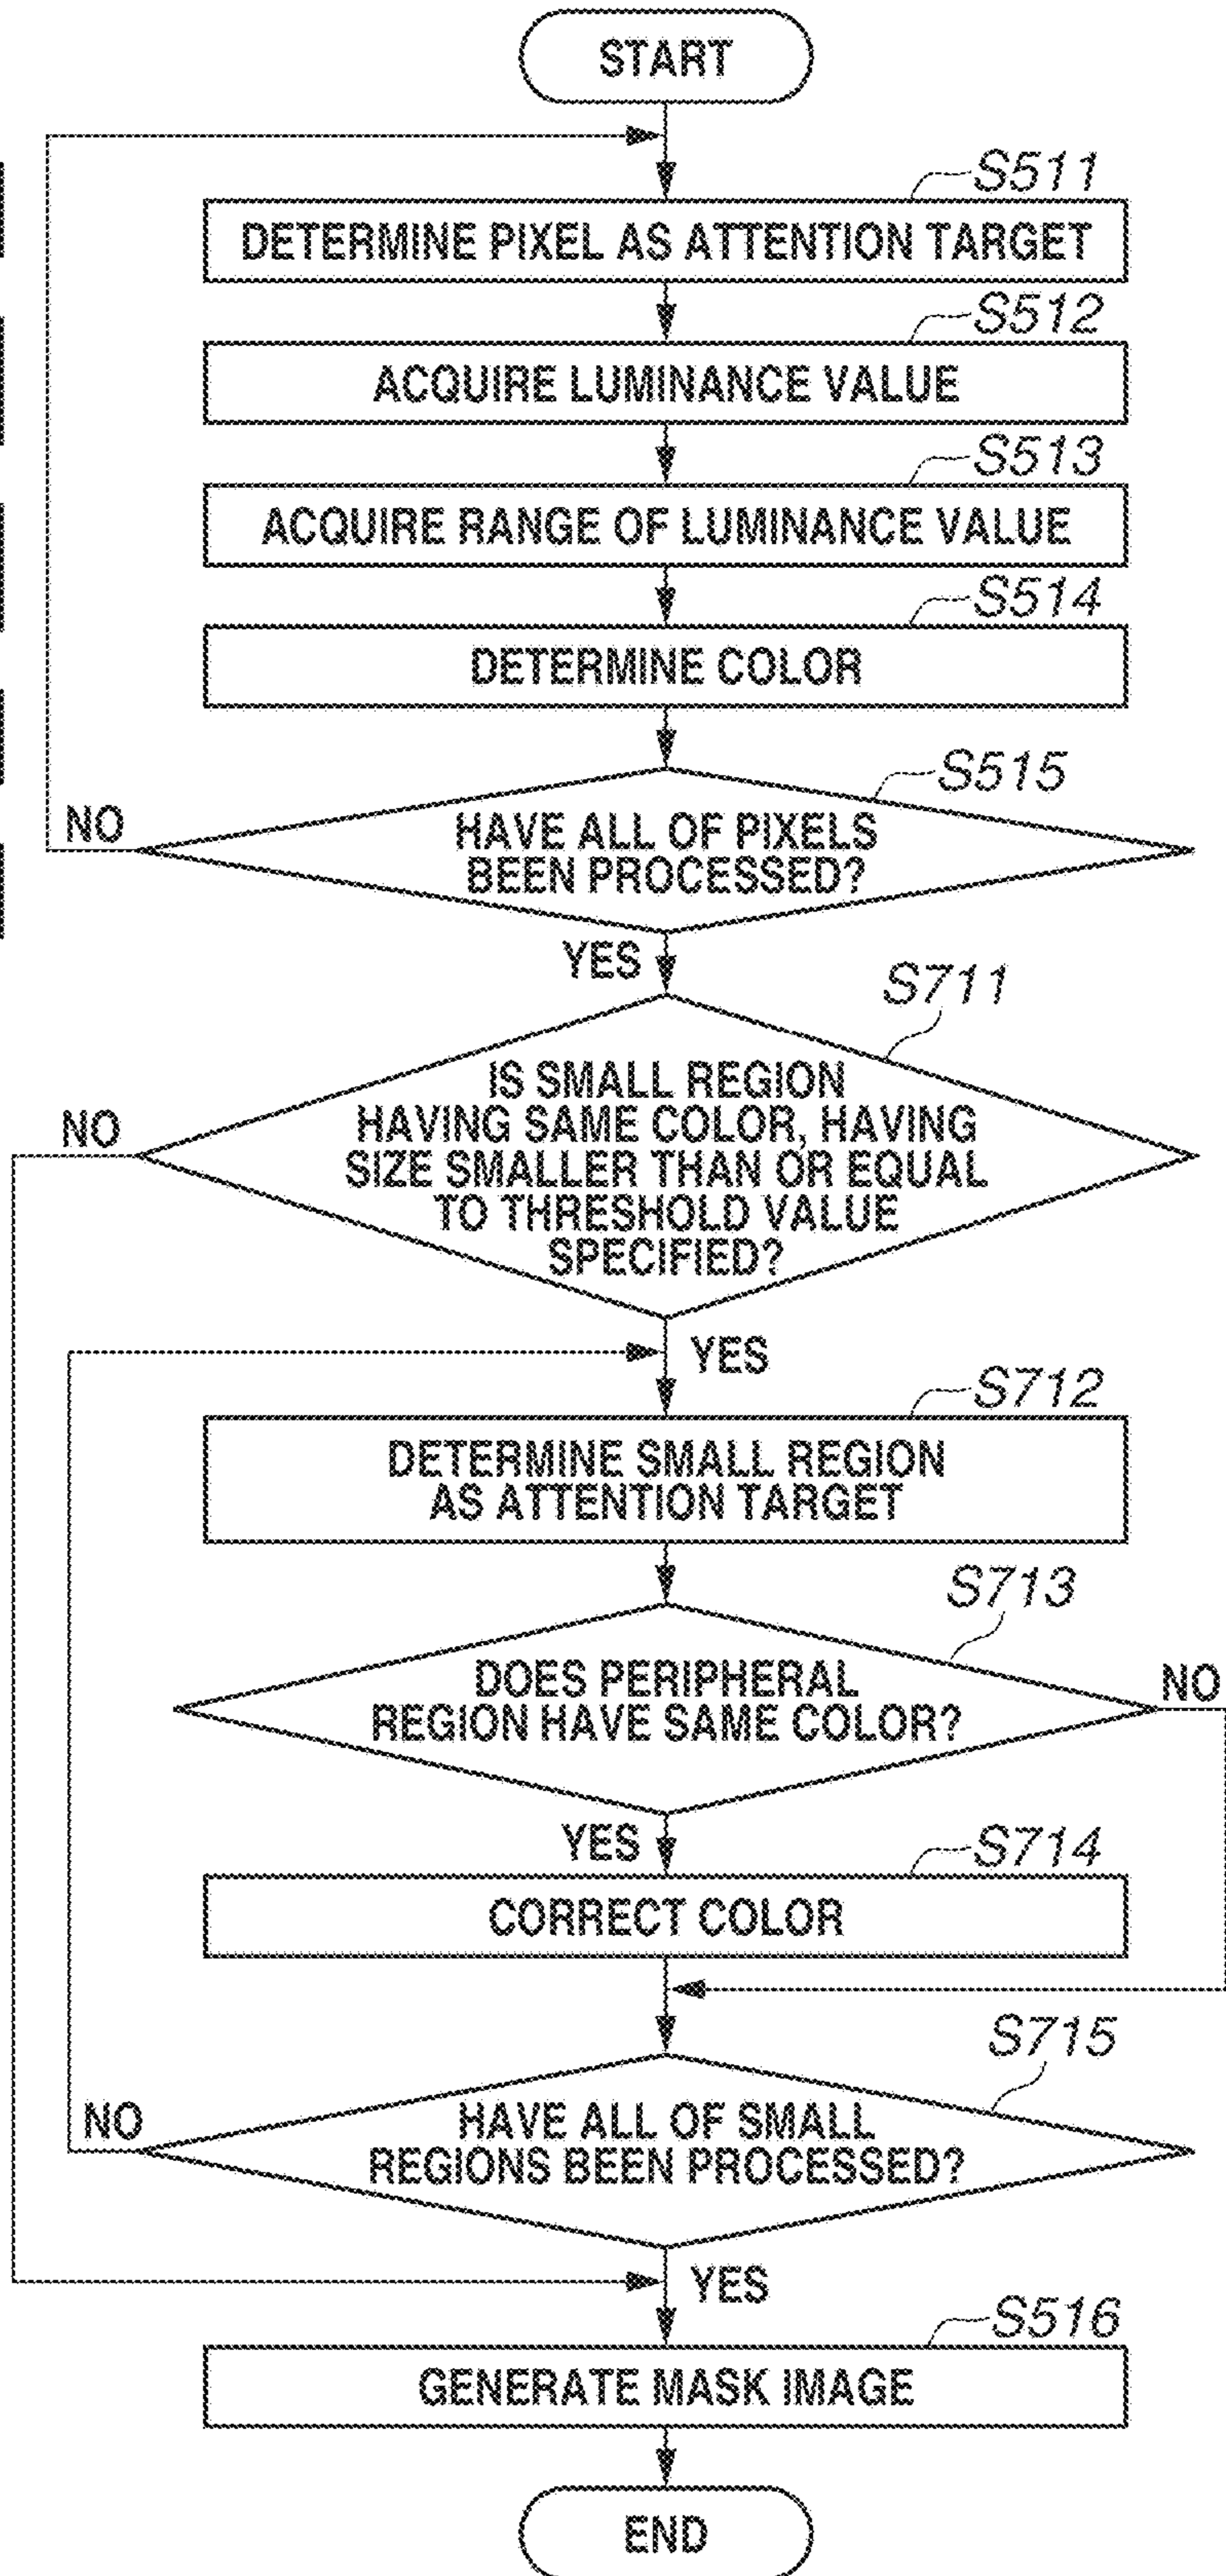 START
S511
DETERMINE PIXEL AS ATTENTION TARGET
S512
ACQUIRE LUMINANCE VALUE
S513
ACQUIRE RANGE OF LUMINANCE VALUE
S514
DETERMINE COLOR
S515
NO
HAVE ALL OF PIXELS
BEEN PROCESSED?
YES
S711
NO
IS SMALL REGION
HAVING SAME COLOR, HAVING
SIZE SMALLER THAN OR EQUAL
TO THRESHOLD VALUE
SPECIFIED?
YES
S712
DETERMINE SMALL REGION
AS ATTENTION TARGET
S713
DOES PERIPHERAL
REGION HAVE SAME COLOR?
NO
YES
S714
CORRECT COLOR
S715
NO
HAVE ALL OF SMALL
REGIONS BEEN PROCESSED?
YES
S516
GENERATE MASK IMAGE
END